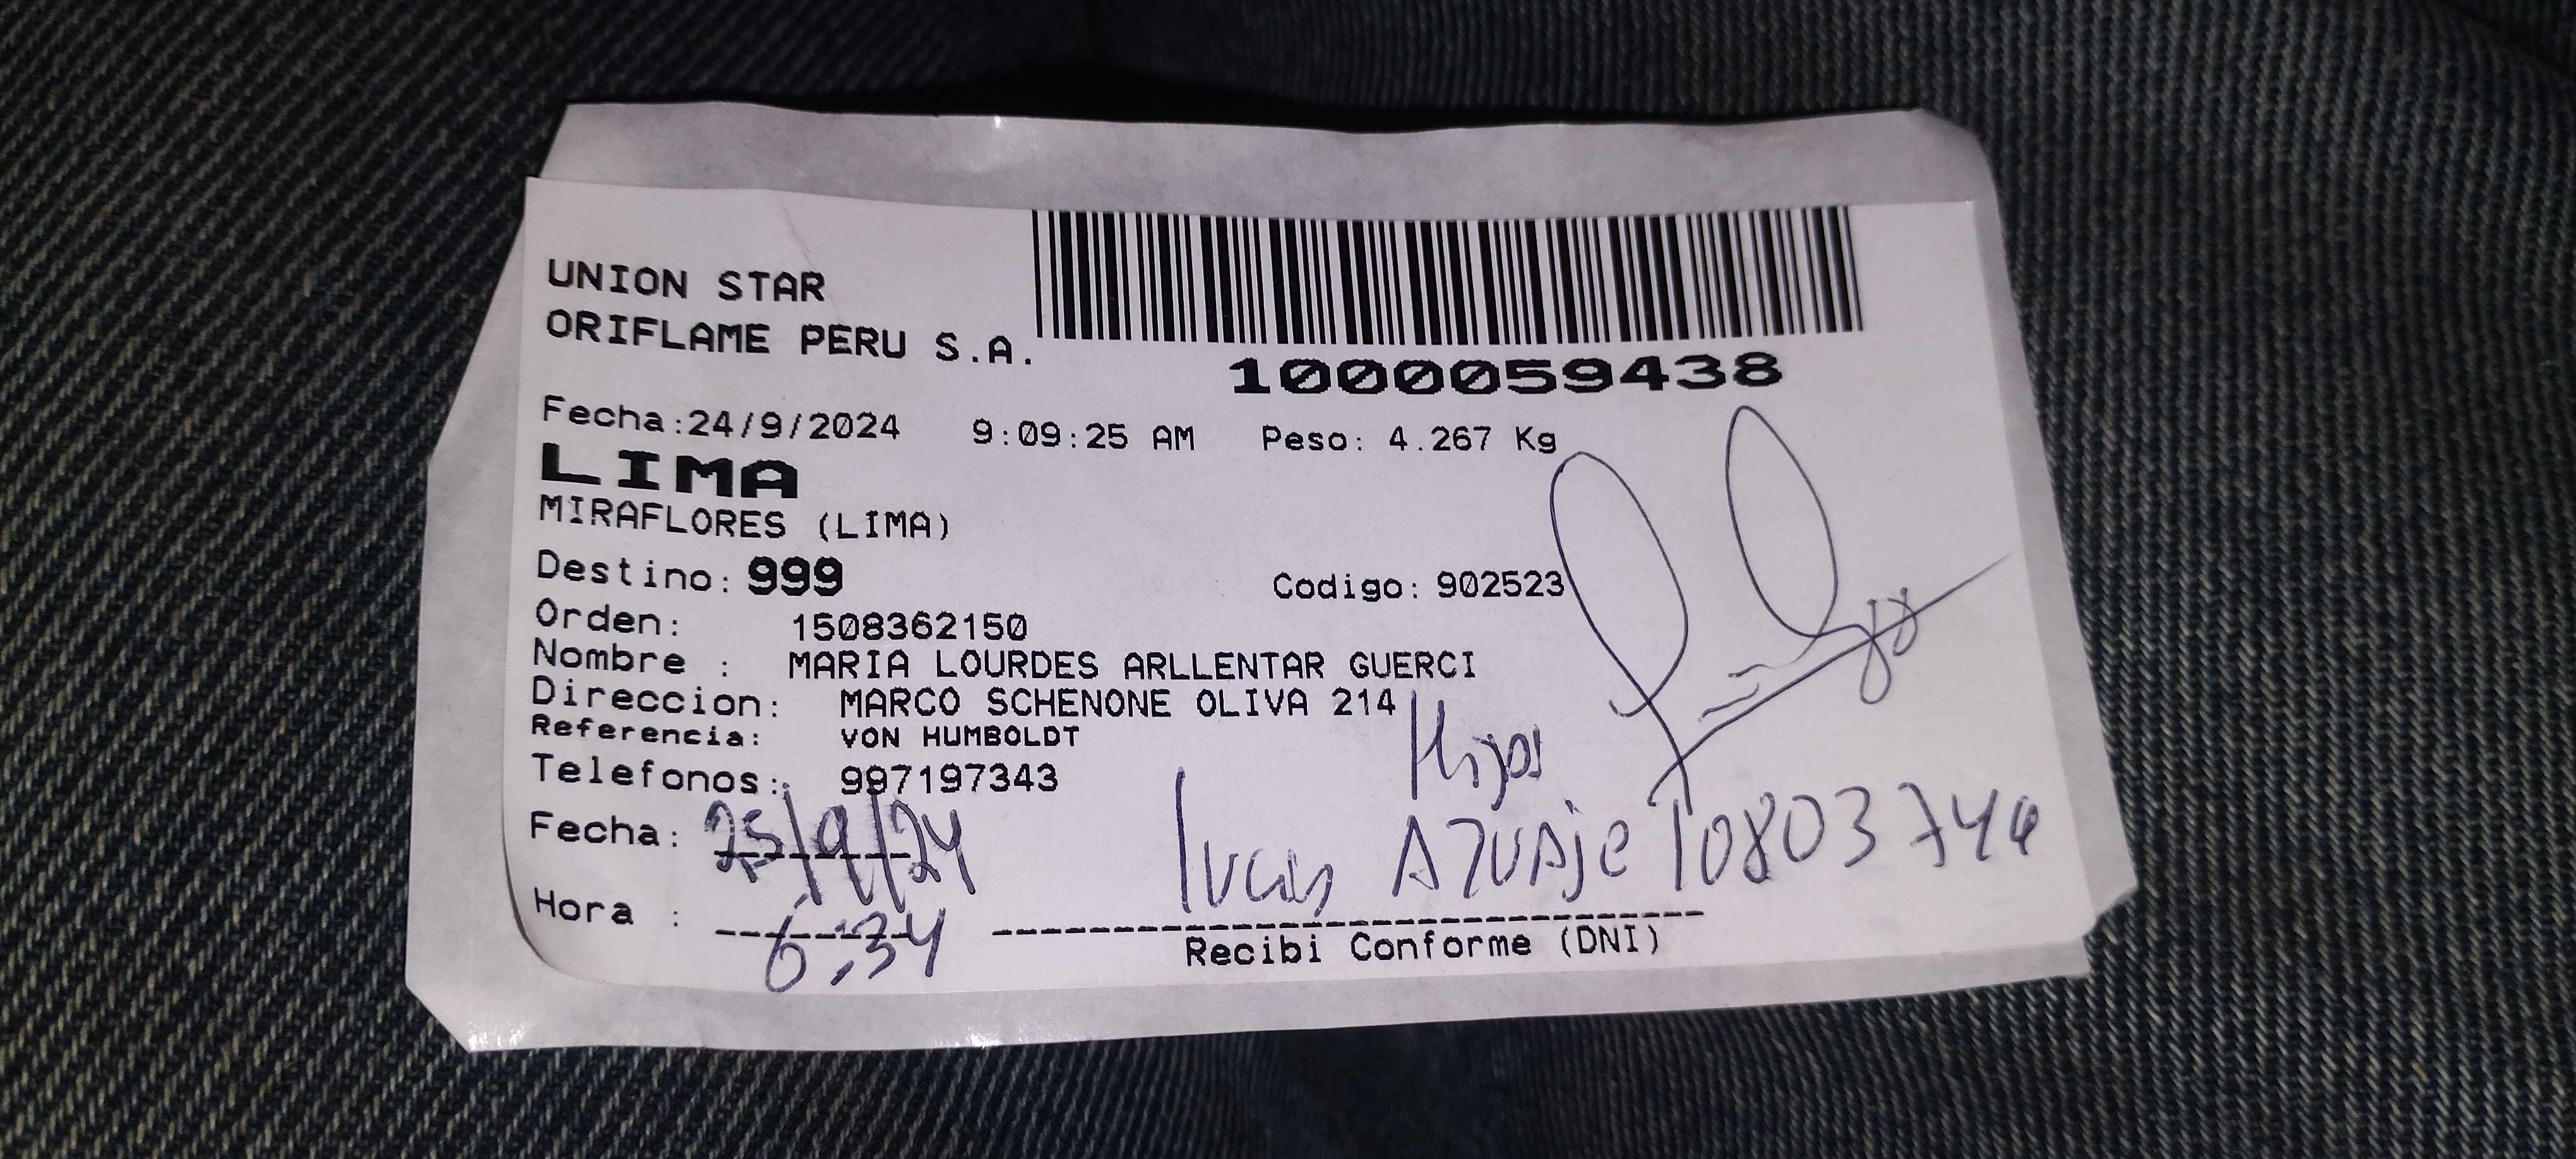 UNION STAR
ORIFLAME PERU S.A.
1000059438
Fecha:24/9/2024 9:09:25 AM Peso: 4.267 Kg
LIMA
MIRAFLORES (LIMA)
Destino: 999 Codigo: 902523
Orden: 1508362150
Nombre : MARIA LOURDES ARLLENTAR GUERCI
Direccion: MARCO SCHENONE OLIVA 214
Referencia: VON HUMBOLDT
Telefonos: 997197343
Fecha: 25/9/24
Lucas Azuaje
Hora : 6:34
Recibi Conforme (DNI)